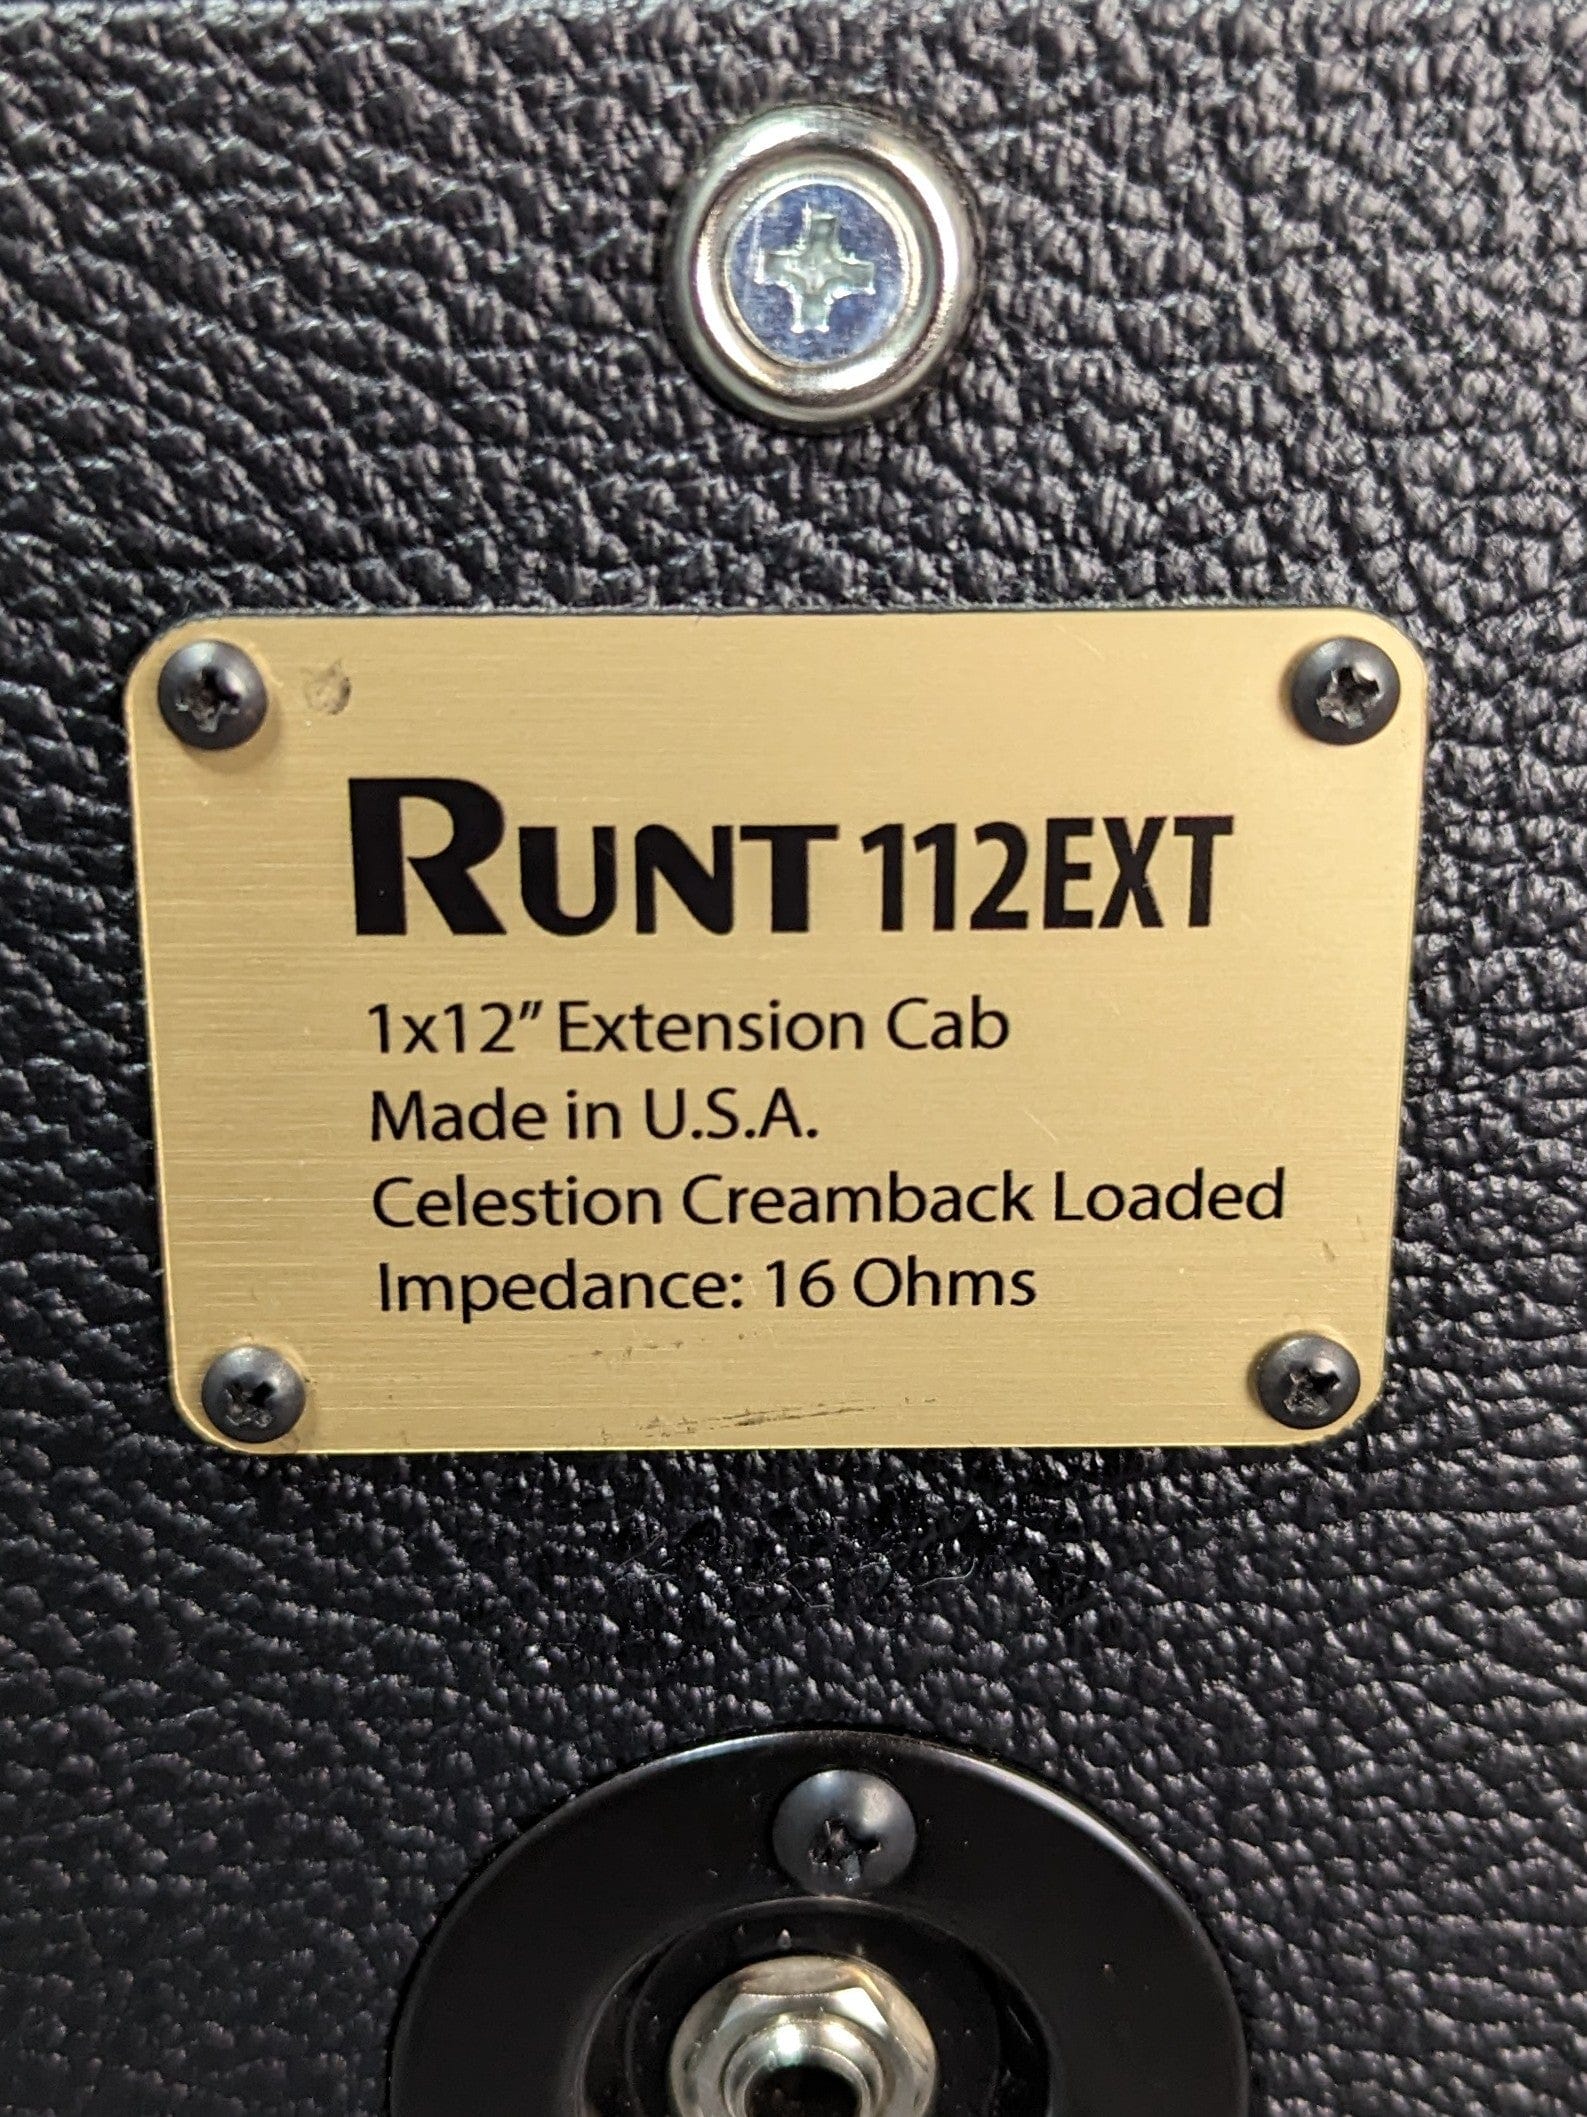 RUNT 112EXT
1x12” Extension Cab
Made in U.S.A.
Celestion Creamback Loaded
Impedance: 16 Ohms